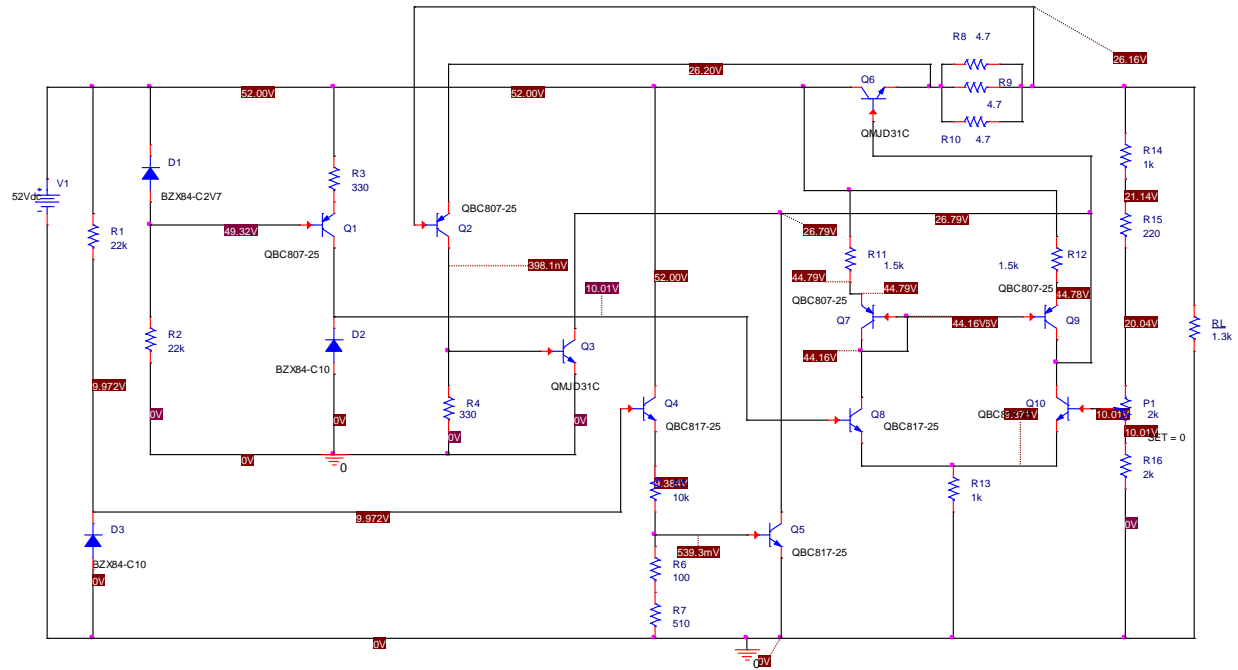 R8 4.7
26.16V
26.20V
52.00V
52.00V
Q6
R9
4.7
R10 4.7
QMJD31C
R14
1k
D1
BZX84-C2V7
R3
330
V1
52Vdc
21.14V
QBC807-25
R1
22k
49.32V
Q1
QBC807-25
Q2
26.79V
26.79V
R15
220
R11
1.5k
R12
1.5k
398.1nV
52.00V
44.79V
44.79V
44.78V
10.01V
QBC807-25
QBC807-25
Q7
Q9
44.16V
20.04V
RL
1.3k
R2
22k
D2
BZX84-C10
Q3
QMJD31C
44.16V
9.972V
R4
330
Q4
QBC817-25
Q8
QBC817-25
Q10
10.01V
P1
2k
10.01V
SET = 0
0V
0V
0V
0V
0V
0
0V
10k
R13
1k
R16
2k
9.972V
D3
BZX84-C10
0V
539.3mV
Q5
QBC817-25
R6
100
R7
510
0V
0V
0
0V